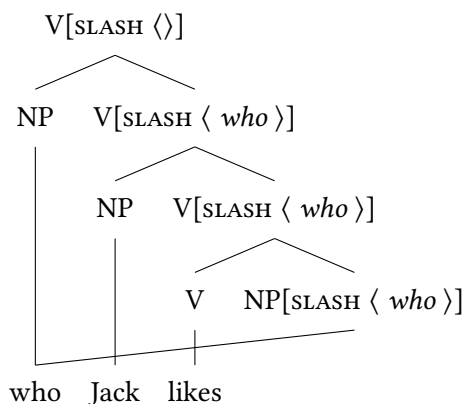 V[SLASH ⟨⟩]
NP V[SLASH ⟨ who ⟩]
NP V[SLASH ⟨ who ⟩]
V NP[SLASH ⟨ who ⟩]
who Jack likes